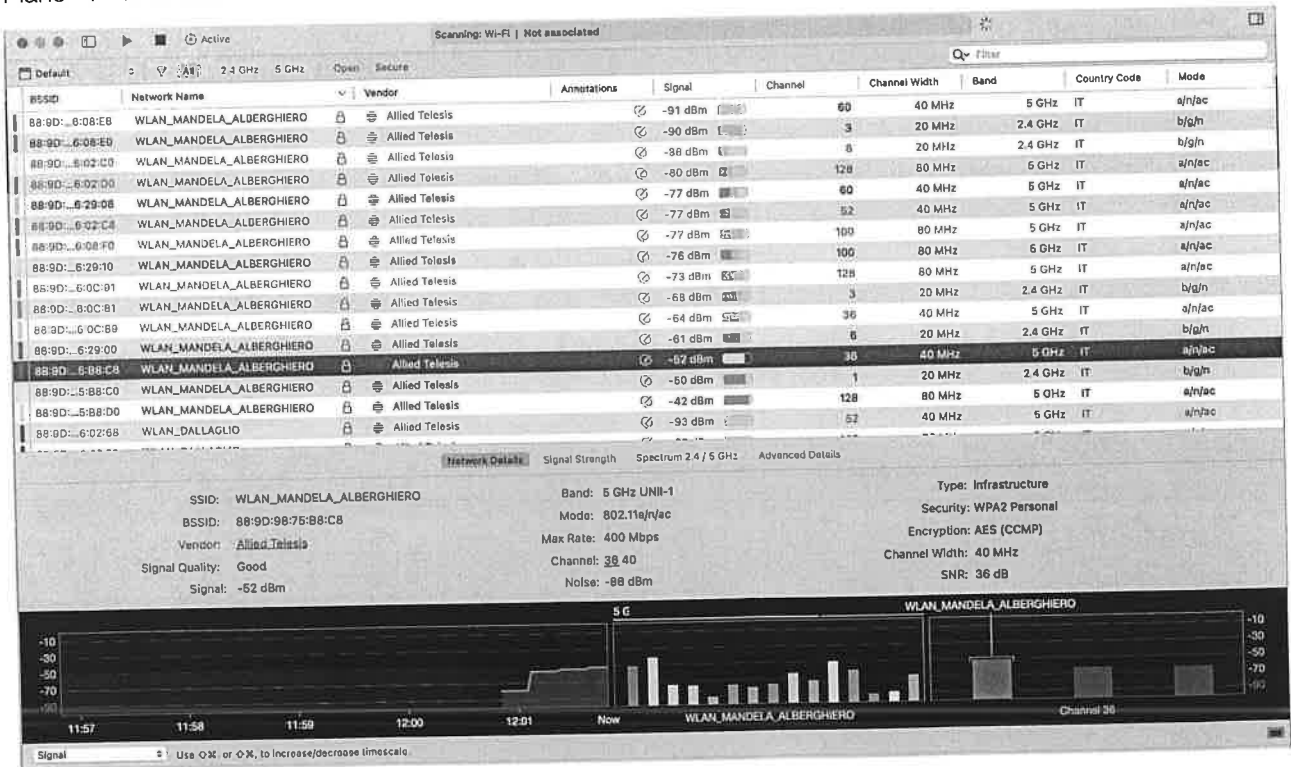 Active Scanning: Wi-Fi | Not associated
Default All 2.4 GHz 5 GHz Open Secure Filter
BSSID Network Name Vendor Annotations Signal Channel Channel Width Band Country Code Mode
88:9D:...6:08:E8 WLAN_MANDELA_ALBERGHIERO Allied Telesis -91 dBm 60 40 MHz 5 GHz IT a/n/ac
88:9D:...6:08:E0 WLAN_MANDELA_ALBERGHIERO Allied Telesis -90 dBm 3 20 MHz 2.4 GHz IT b/g/n
88:9D:...6:02:C0 WLAN_MANDELA_ALBERGHIERO Allied Telesis -88 dBm 6 20 MHz 2.4 GHz IT b/g/n
88:9D:...6:02:D0 WLAN_MANDELA_ALBERGHIERO Allied Telesis -80 dBm 128 80 MHz 5 GHz IT a/n/ac
88:9D:...6:29:08 WLAN_MANDELA_ALBERGHIERO Allied Telesis -77 dBm 60 40 MHz 5 GHz IT a/n/ac
88:9D:...6:02:C8 WLAN_MANDELA_ALBERGHIERO Allied Telesis -77 dBm 52 40 MHz 5 GHz IT a/n/ac
88:9D:...6:08:F0 WLAN_MANDELA_ALBERGHIERO Allied Telesis -77 dBm 100 80 MHz 5 GHz IT a/n/ac
88:9D:...6:29:10 WLAN_MANDELA_ALBERGHIERO Allied Telesis -76 dBm 100 80 MHz 5 GHz IT a/n/ac
88:9D:...6:0C:91 WLAN_MANDELA_ALBERGHIERO Allied Telesis -73 dBm 128 80 MHz 5 GHz IT a/n/ac
88:9D:...6:0C:81 WLAN_MANDELA_ALBERGHIERO Allied Telesis -68 dBm 3 20 MHz 2.4 GHz IT b/g/n
88:9D:...6:0C:89 WLAN_MANDELA_ALBERGHIERO Allied Telesis -64 dBm 36 40 MHz 5 GHz IT a/n/ac
88:9D:...6:29:00 WLAN_MANDELA_ALBERGHIERO Allied Telesis -61 dBm 6 20 MHz 2.4 GHz IT b/g/n
88:9D:...5:B8:C8 WLAN_MANDELA_ALBERGHIERO Allied Telesis -52 dBm 36 40 MHz 5 GHz IT a/n/ac
88:9D:...5:B8:C0 WLAN_MANDELA_ALBERGHIERO Allied Telesis -50 dBm 1 20 MHz 2.4 GHz IT b/g/n
88:9D:...5:B8:D0 WLAN_MANDELA_ALBERGHIERO Allied Telesis -42 dBm 128 80 MHz 5 GHz IT a/n/ac
88:9D:...6:02:68 WLAN_DALLAGLIO Allied Telesis -93 dBm 52 40 MHz 5 GHz IT a/n/ac
Network Details Signal Strength Spectrum 2.4 / 5 GHz Advanced Details
SSID: WLAN_MANDELA_ALBERGHIERO Band: 5 GHz UNII-1 Type: Infrastructure
BSSID: 88:9D:98:75:B8:C8 Mode: 802.11a/n/ac Security: WPA2 Personal
Vendor: Allied Telesis Max Rate: 400 Mbps Encryption: AES (CCMP)
Signal Quality: Good Channel: 36 40 Channel Width: 40 MHz
Signal: -52 dBm Noise: -88 dBm SNR: 36 dB
5 G WLAN_MANDELA_ALBERGHIERO
-10 -10
-30 -30
-50 -50
-70 -70
-90 -90
11:57 11:58 11:59 12:00 12:01 Now WLAN_MANDELA_ALBERGHIERO Channel 36
Signal Use ⇧⌘, or ⇧⌘, to increase/decrease timescale